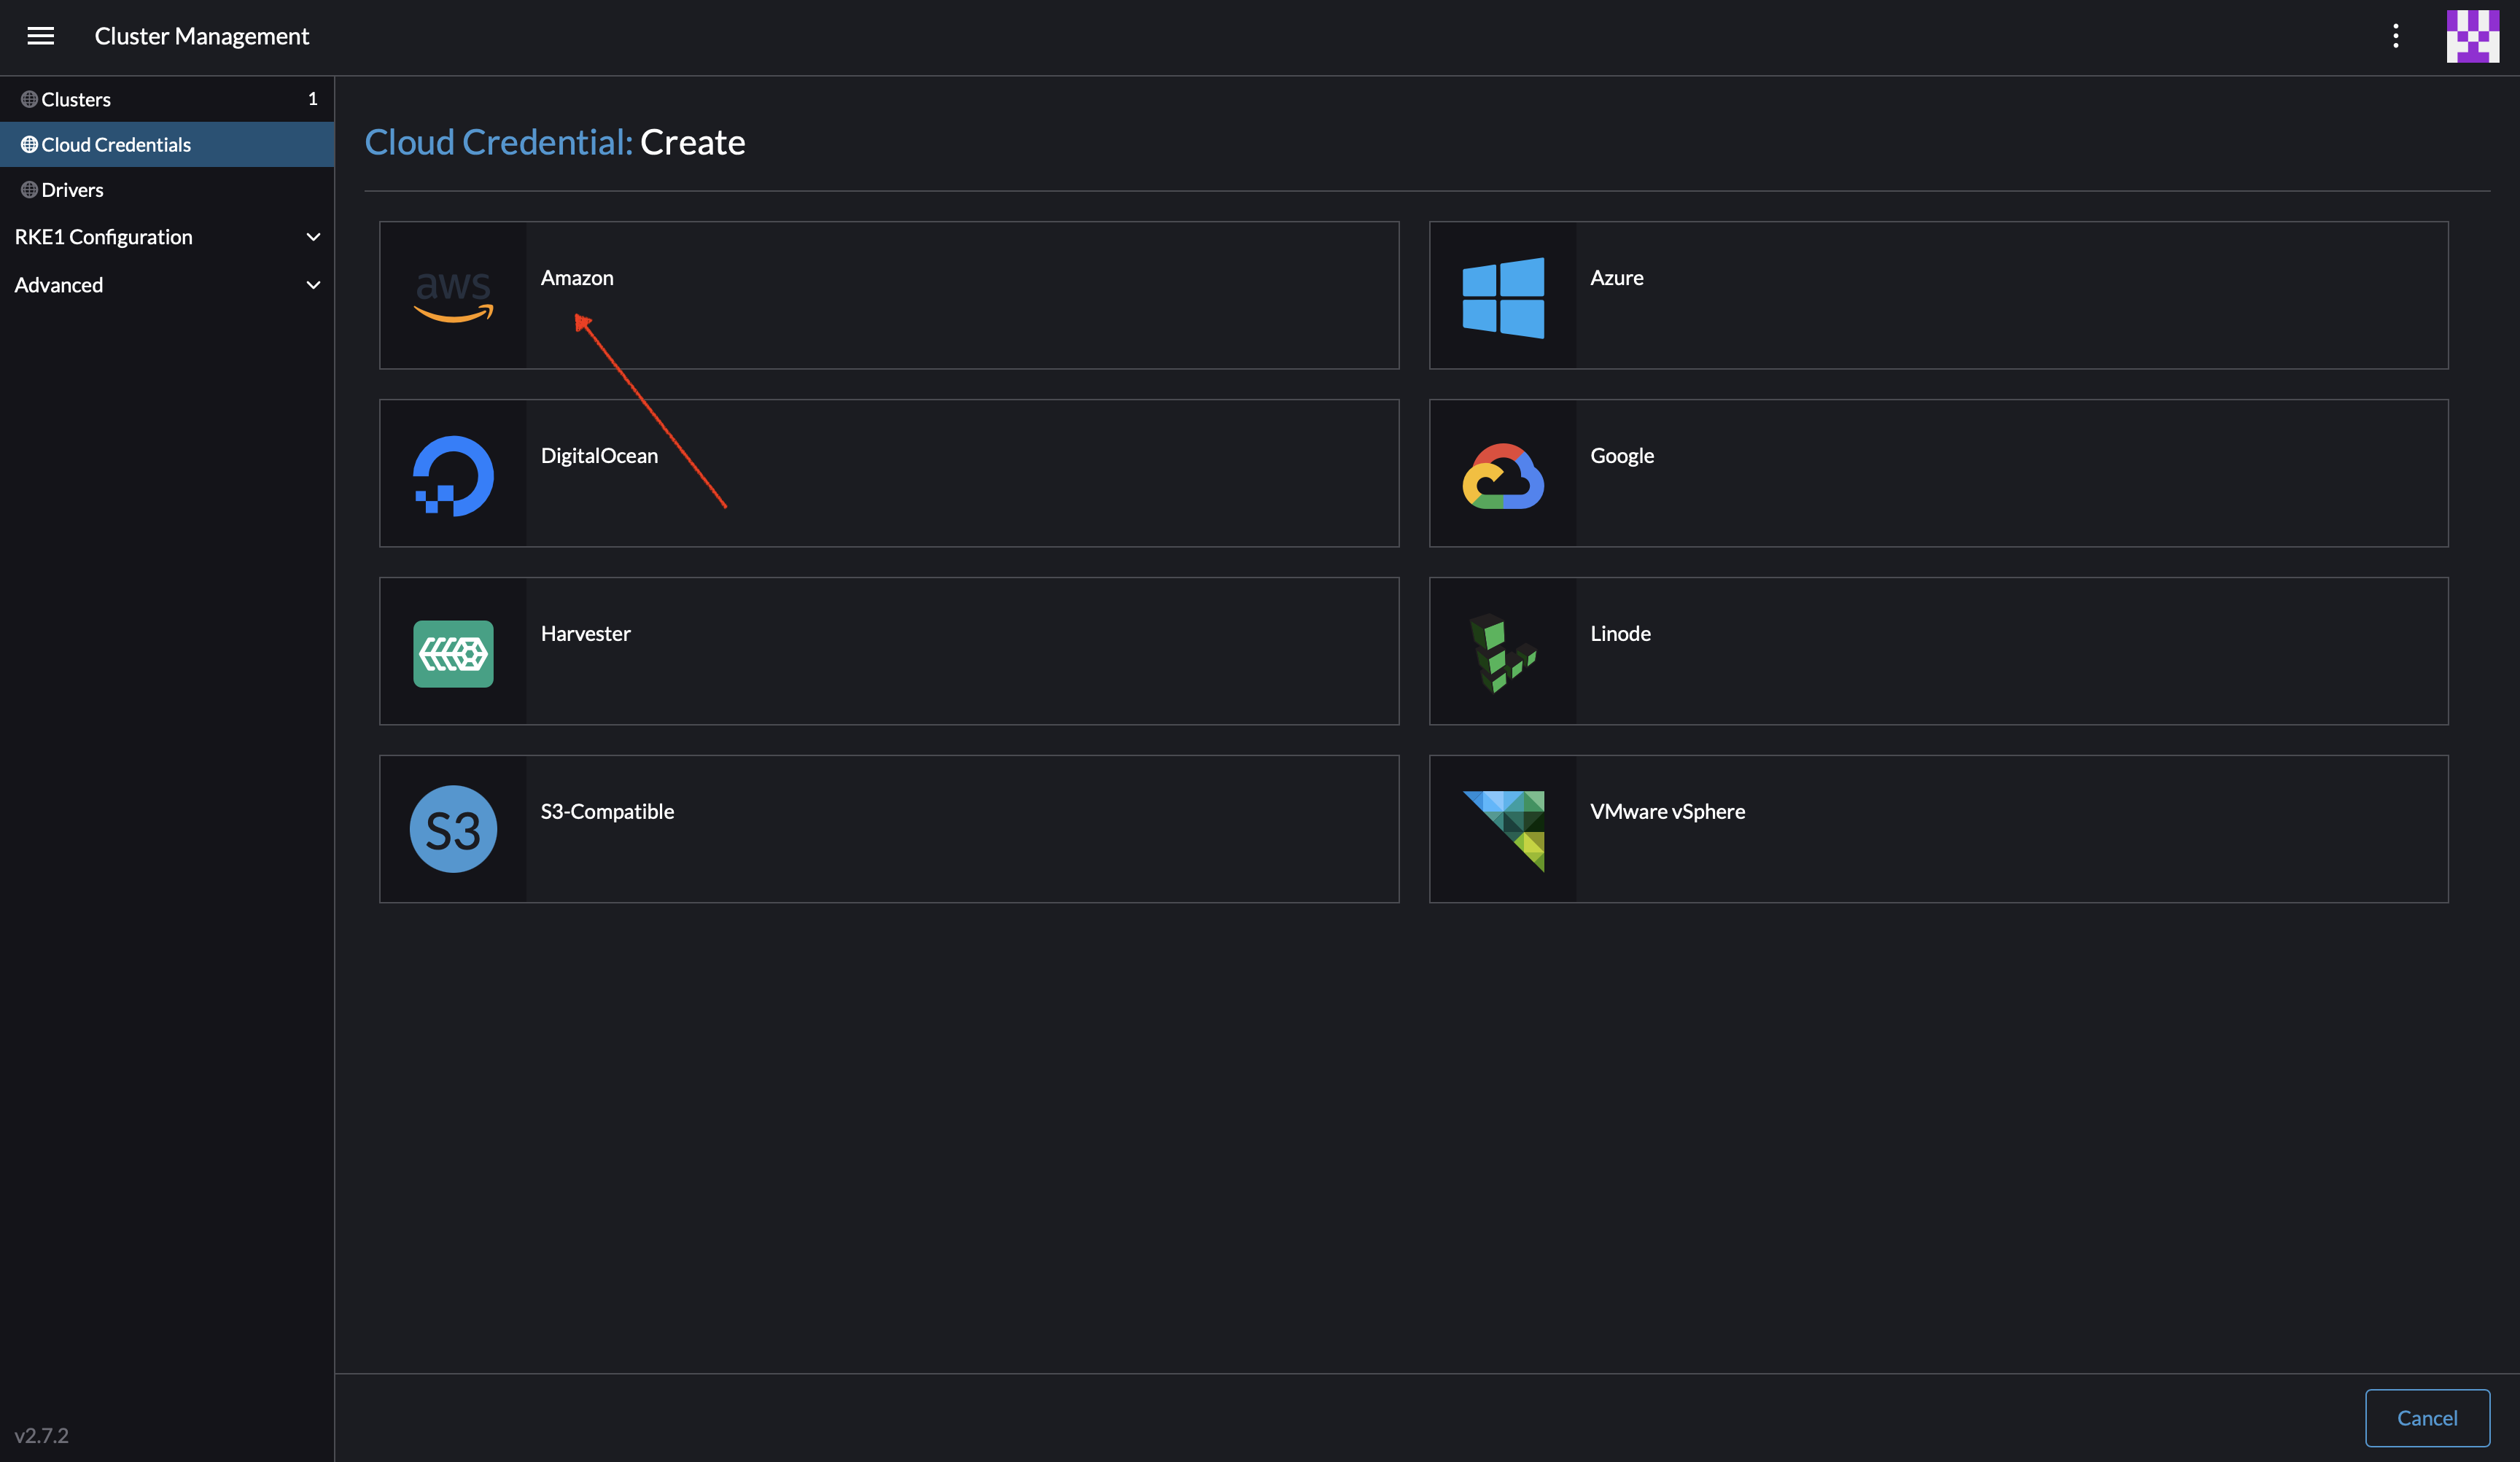 Cluster Management
Clusters 1
Cloud Credentials
Drivers
RKE1 Configuration
Advanced
Cloud Credential: Create
aws
Amazon
Azure
DigitalOcean
Google
Harvester
Linode
S3
S3-Compatible
VMware vSphere
Cancel
v2.7.2